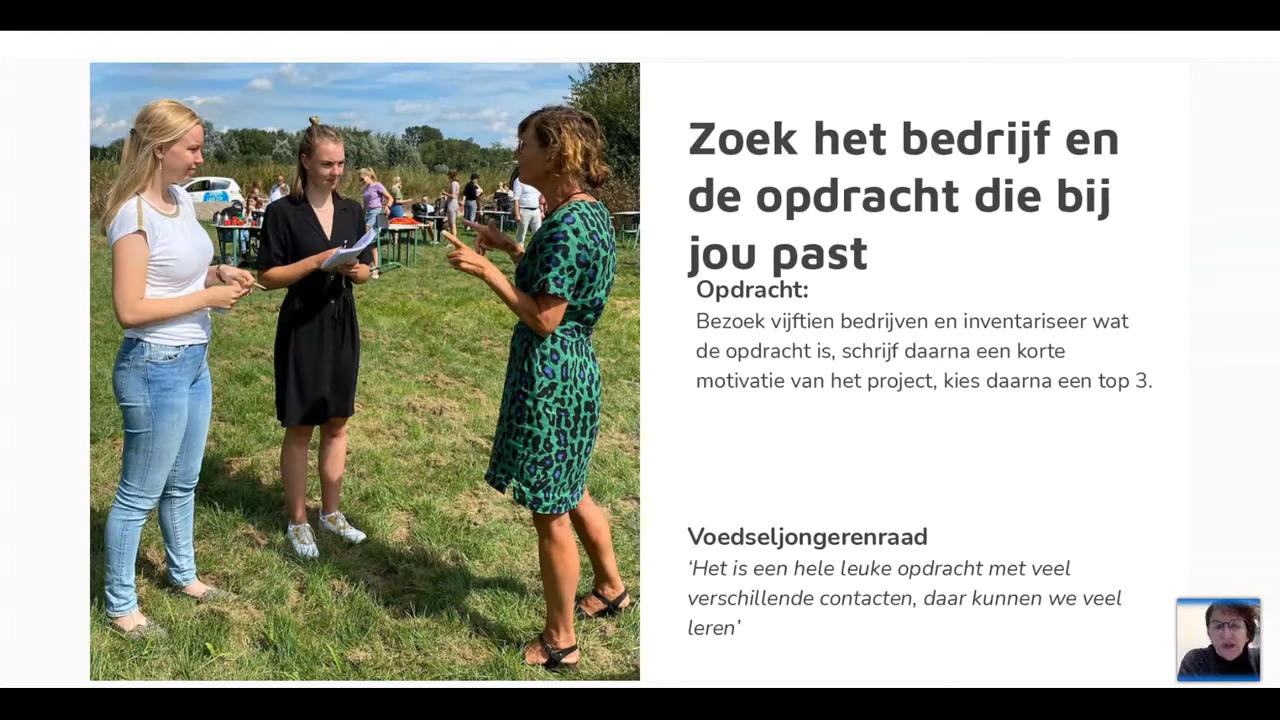 Zoek het bedrijf en
de opdracht die bij
jou past
Opdracht:
Bezoek vijftien bedrijven en inventariseer wat
de opdracht is, schrijf daarna een korte
motivatie van het project, kies daarna een top 3.
Voedseljongerenraad
‘Het is een hele leuke opdracht met veel
verschillende contacten, daar kunnen we veel
leren’